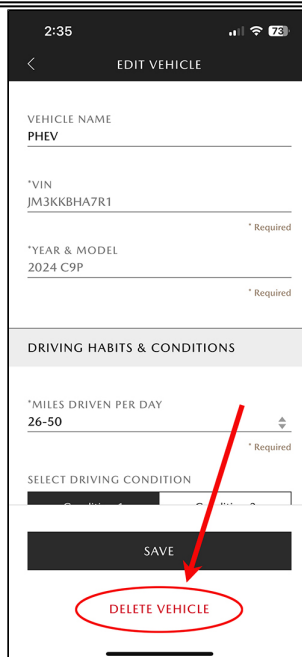 2:35
73
EDIT VEHICLE
VEHICLE NAME
PHEV
*VIN
JM3KKBHA7R1
* Required
*YEAR & MODEL
2024 C9P
* Required
DRIVING HABITS & CONDITIONS
*MILES DRIVEN PER DAY
26-50
* Required
SELECT DRIVING CONDITION
SAVE
DELETE VEHICLE